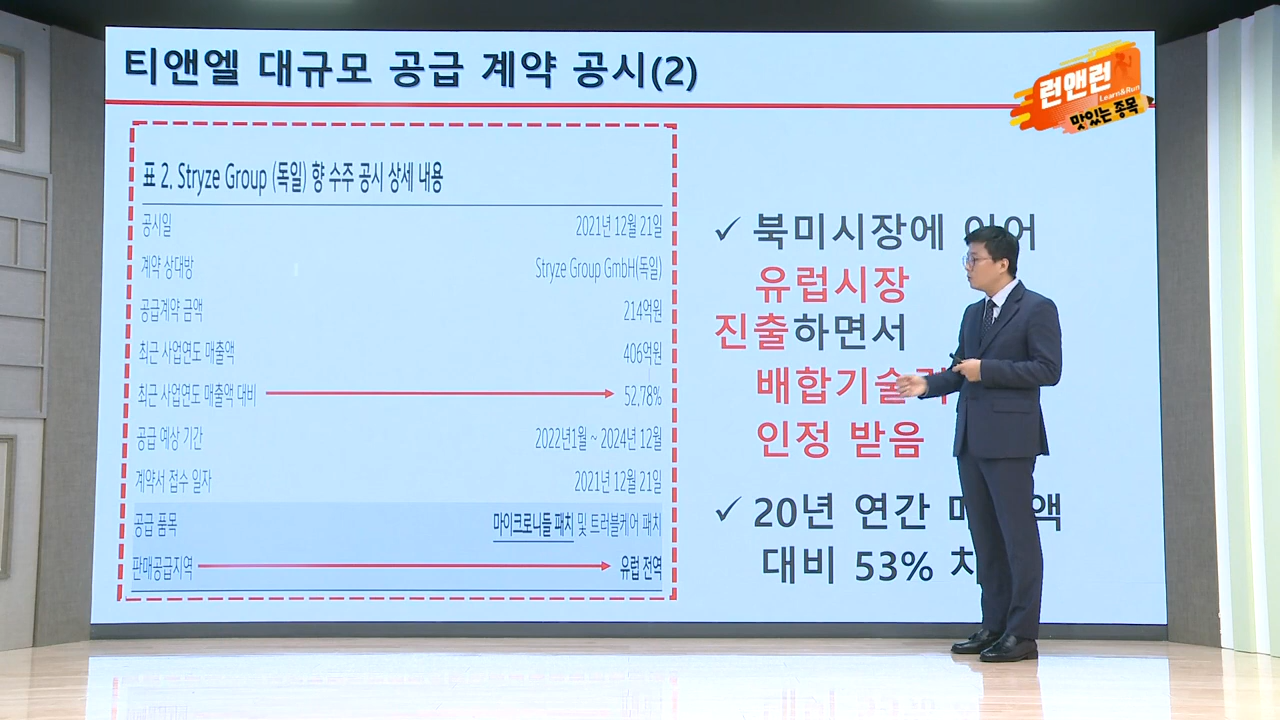 티앤엘 대규모 공급 계약 공시(2)
런앤런
Learn&Run
맛있는 종목
표 2. Stryze Group (독일) 향 수주 공시 상세 내용
공시일 2021년 12월 21일
계약 상대방 Stryze Group GmbH(독일)
공급계약 금액 214억원
최근 사업연도 매출액 406억원
최근 사업연도 매출액 대비 52.78%
공급 예상 기간 2022년1월 ~ 2024년 12월
계약서 접수 일자 2021년 12월 21일
공급 품목 마이크로니들 패치 및 트러블케어 패치
판매공급지역 유럽 전역
✓ 북미시장에 이어
유럽시장
진출하면서
배합기술력
인정 받음
✓ 20년 연간
대비 53%